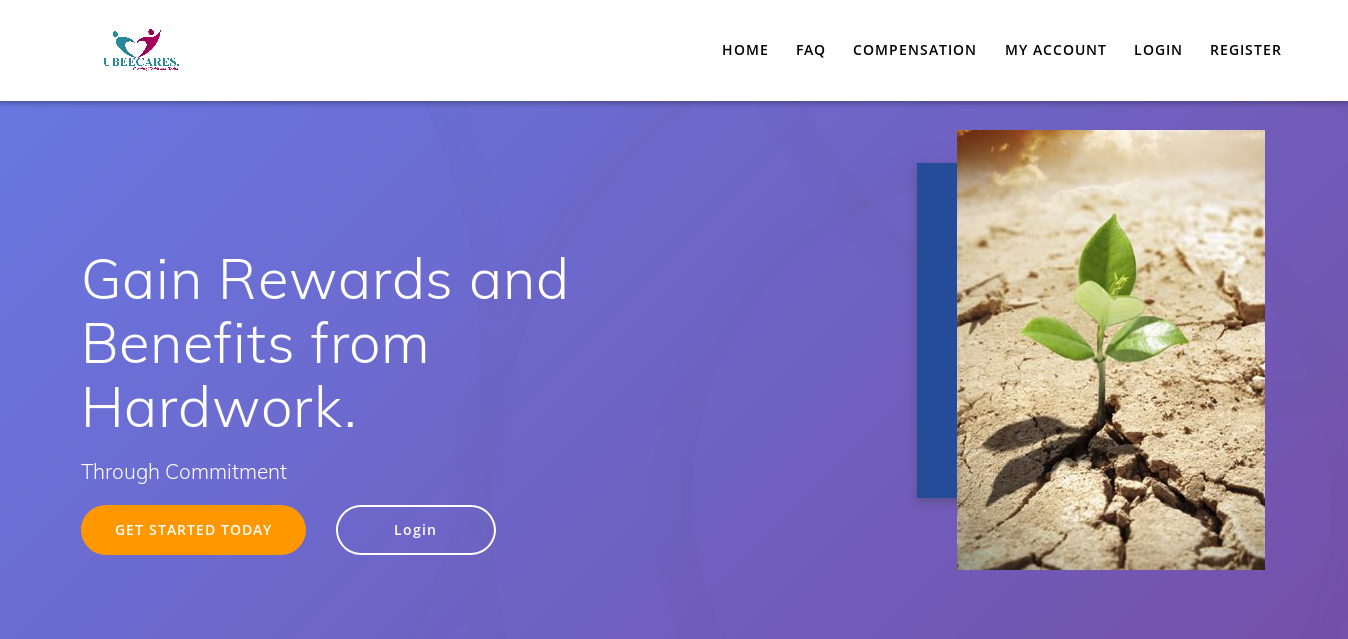 UBEECARES.
HOME FAQ COMPENSATION MY ACCOUNT LOGIN REGISTER
Gain Rewards and
Benefits from
Hardwork.
Through Commitment
GET STARTED TODAY Login